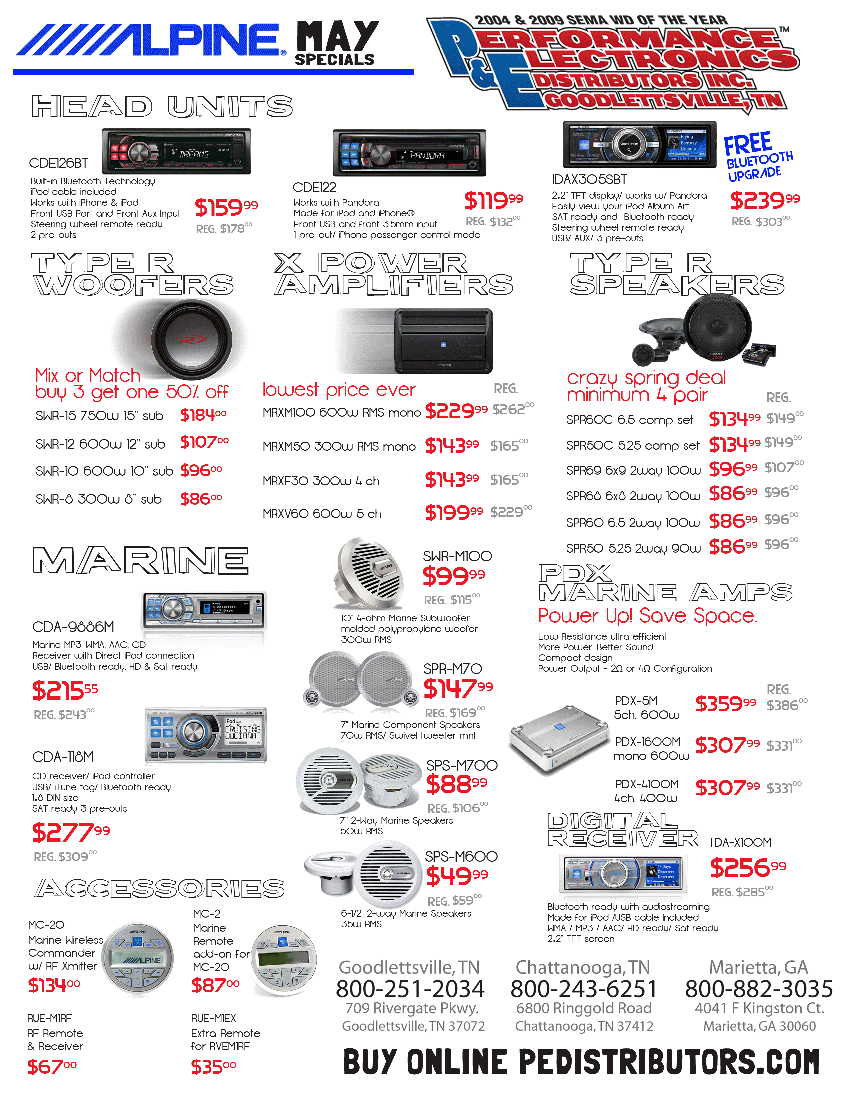 ALPINE® MAY
SPECIALS
2004 & 2009 SEMA WD OF THE YEAR
PERFORMANCE™
& ELECTRONICS
DISTRIBUTORS INC.
GOODLETTSVILLE, TN
HEAD UNITS
CDE126BT
Built-in Bluetooth Technology
iPod cable included
Works with iPhone & iPod
Front USB Port and Front Aux Input
Steering wheel remote ready
2 pre-outs
$159.99
REG. $178.00
CDE122
Works with Pandora
Made for iPod and iPhone®
Front USB and Front 3.5mm input
1 pre-out/ iPhone passenger control mode
$119.99
REG. $132.00
IDAX305SBT
2.2" TFT display/ works w/ Pandora
Easily view your iPod Album Art
SAT ready and Bluetooth ready
Steering wheel remote ready
USB/ AUX/ 3 pre-outs
FREE
BLUETOOTH
UPGRADE
$239.99
REG. $303.00
TYPE R
WOOFERS
Mix or Match
buy 3 get one 50% off
SWR-15 750w 15" sub $184.00
SWR-12 600w 12" sub $107.00
SWR-10 600w 10" sub $96.00
SWR-8 300w 8" sub $86.00
X POWER
AMPLIFIERS
lowest price ever REG.
MRXM100 600w RMS mono $229.99 $262.00
MRXM50 300w RMS mono $143.99 $165.00
MRXF30 300w 4 ch $143.99 $165.00
MRXV60 600w 5 ch $199.99 $229.00
TYPE R
SPEAKERS
crazy spring deal
minimum 4 pair REG.
SPR60C 6.5 comp set $134.99 $149.00
SPR50C 5.25 comp set $134.99 $149.00
SPR69 6x9 2way 100w $96.99 $107.00
SPR68 6x8 2way 100w $86.99 $96.00
SPR60 6.5 2way 100w $86.99 $96.00
SPR50 5.25 2way 90w $86.99 $96.00
MARINE
CDA-9886M
Marine MP3, WMA, AAC, CD
Receiver with Direct iPod connection
USB/ Bluetooth ready, HD & Sat ready
$215.55
REG. $243.00
CDA-118M
CD receiver/ iPod controller
USB/ iTune tag/ Bluetooth ready
1.8 DIN size
SAT ready 3 pre-outs
$277.99
REG. $309.00
SWR-M100
$99.99
REG. $115.00
10" 4-ohm Marine Subwoofer
molded polypropylene woofer
300w RMS
SPR-M70
$147.99
REG. $169.00
7" Marine Component Speakers
70w RMS/ Swivel tweeter mnt
SPS-M700
$88.99
REG. $106.00
7" 2-Way Marine Speakers
50w RMS
SPS-M600
$49.99
REG. $59.00
6-1/2 2-way Marine Speakers
35w RMS
PDX
MARINE AMPS
Power Up! Save Space.
Low Resistance ultra efficient
More Power, Better Sound
Compact design
Power Output - 2Ω or 4Ω Configuration
REG.
PDX-5M
5ch. 600w $359.99 $386.00
PDX-1600M
mono 600w $307.99 $331.00
PDX-4100M
4ch. 400w $307.99 $331.00
DIGITAL
RECEIVER IDA-X100M
$256.99
REG. $285.00
Bluetooth ready with audiostreaming
Made for iPod /USB cable Included
WMA / MP3 / AAC/ HD ready/ Sat ready
2.2" TFT screen
ACCESSORIES
MC-20
Marine Wireless
Commander
w/ RF Xmitter
$134.00
MC-2
Marine
Remote
add-on for
MC-20
$87.00
RUE-M1RF
RF Remote
& Receiver
$67.00
RUE-M1EX
Extra Remote
for RVEM1RF
$35.00
Goodlettsville, TN
800-251-2034
709 Rivergate Pkwy.
Goodlettsville, TN 37072
Chattanooga, TN
800-243-6251
6800 Ringgold Road
Chattanooga, TN 37412
Marietta, GA
800-882-3035
4041 F Kingston Ct.
Marietta, GA 30060
BUY ONLINE PEDISTRIBUTORS.COM